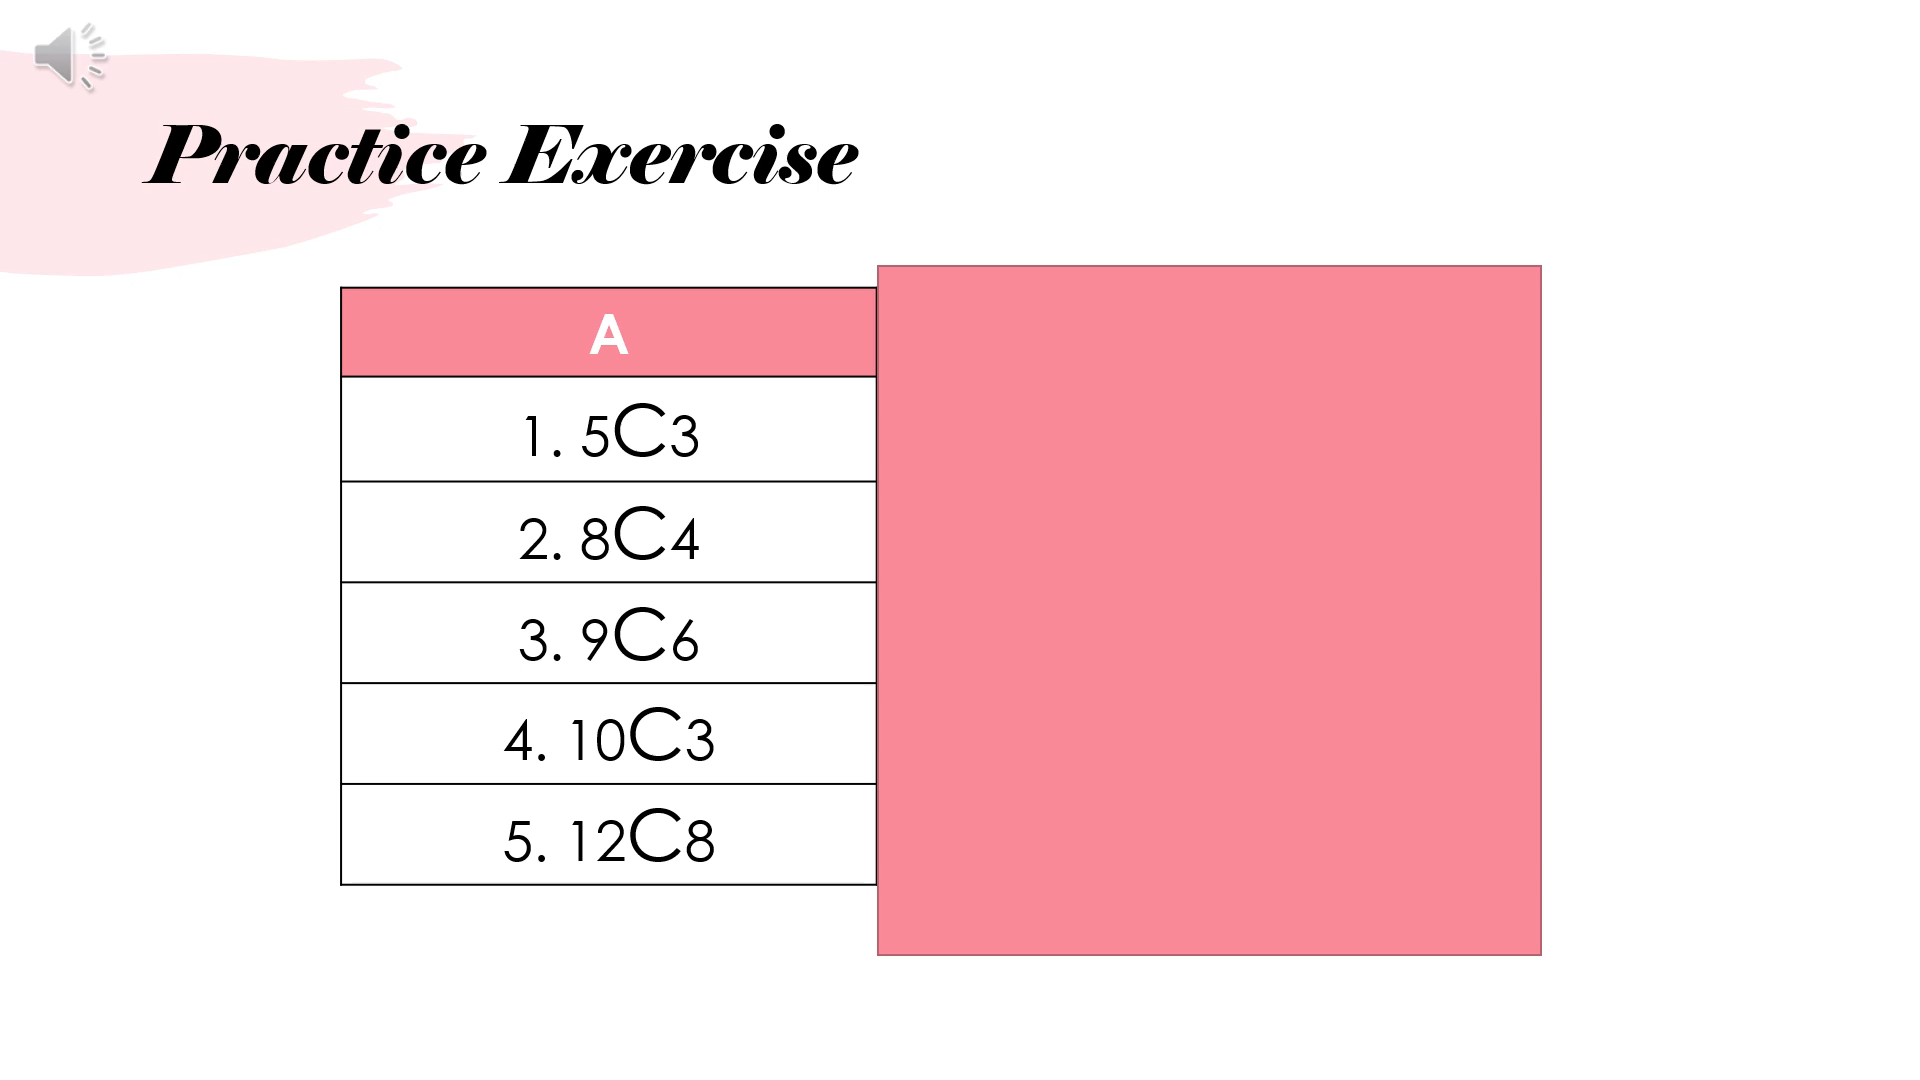 Practice Exercise
A
1. 5C3
2. 8C4
3. 9C6
4. 10C3
5. 12C8